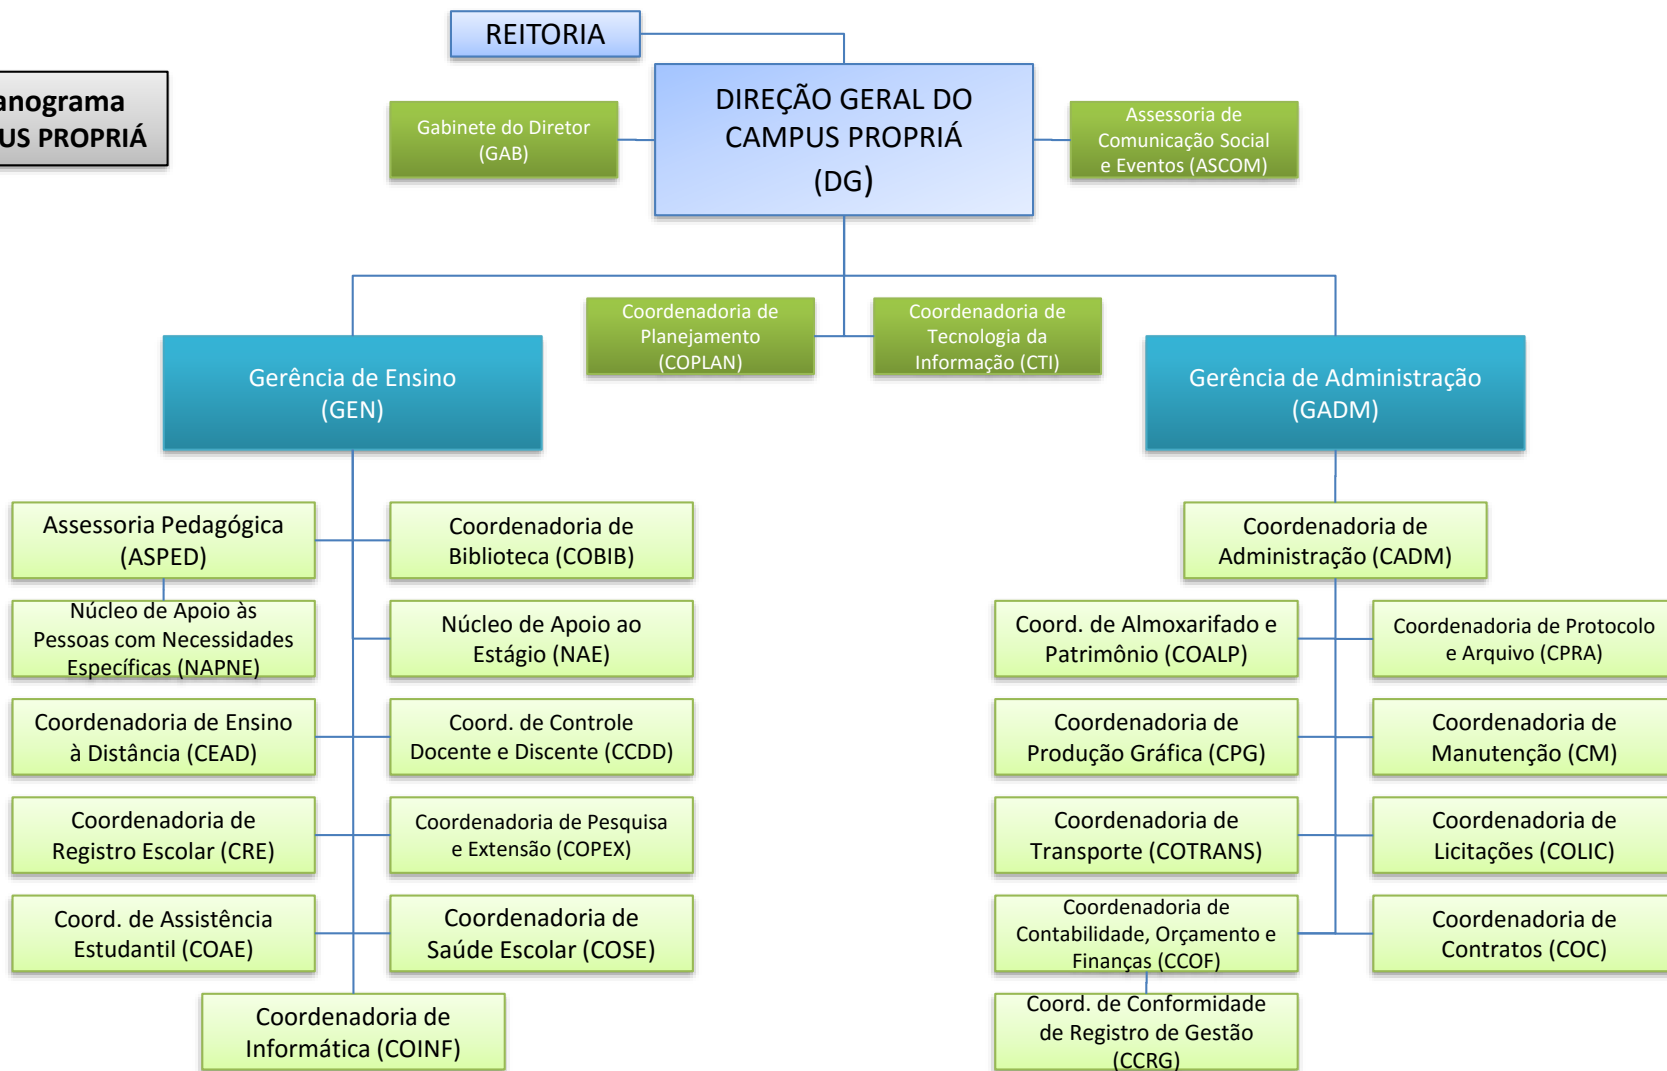 REITORIA
anograma
US PROPRIÁ
DIREÇÃO GERAL DO
CAMPUS PROPRIÁ
(DG)
Gabinete do Diretor
(GAB)
Assessoria de
Comunicação Social
e Eventos (ASCOM)
Coordenadoria de
Planejamento
(COPLAN)
Coordenadoria de
Tecnologia da
Informação (CTI)
Gerência de Ensino
(GEN)
Gerência de Administração
(GADM)
Assessoria Pedagógica
(ASPED)
Coordenadoria de
Biblioteca (COBIB)
Núcleo de Apoio às
Pessoas com Necessidades
Específicas (NAPNE)
Núcleo de Apoio ao
Estágio (NAE)
Coordenadoria de Ensino
à Distância (CEAD)
Coord. de Controle
Docente e Discente (CCDD)
Coordenadoria de
Registro Escolar (CRE)
Coordenadoria de Pesquisa
e Extensão (COPEX)
Coord. de Assistência
Estudantil (COAE)
Coordenadoria de
Saúde Escolar (COSE)
Coordenadoria de
Informática (COINF)
Coordenadoria de
Administração (CADM)
Coord. de Almoxarifado e
Patrimônio (COALP)
Coordenadoria de Protocolo
e Arquivo (CPRA)
Coordenadoria de
Produção Gráfica (CPG)
Coordenadoria de
Manutenção (CM)
Coordenadoria de
Transporte (COTRANS)
Coordenadoria de
Licitações (COLIC)
Coordenadoria de
Contabilidade, Orçamento e
Finanças (CCOF)
Coordenadoria de
Contratos (COC)
Coord. de Conformidade
de Registro de Gestão
(CCRG)